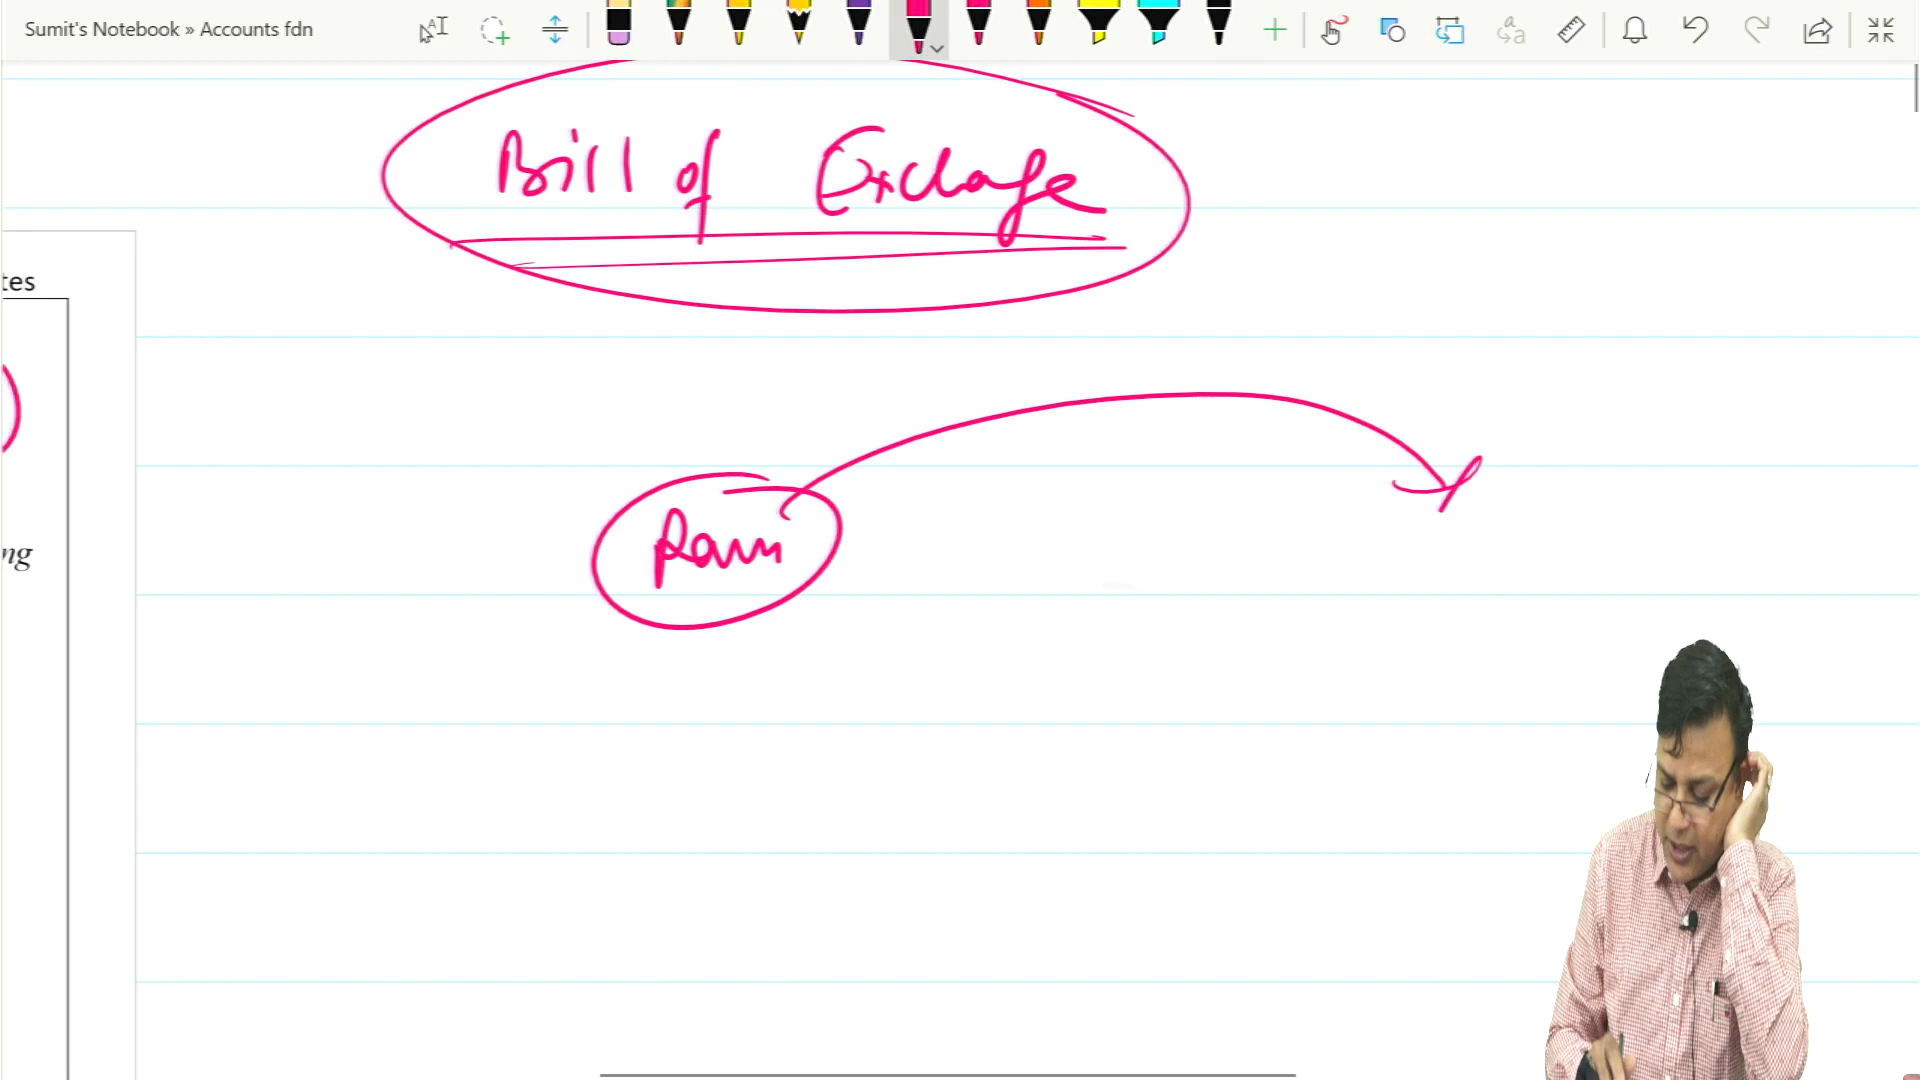 Sumit's Notebook » Accounts fdn
Bill of Exchange
tes
Ram
ng